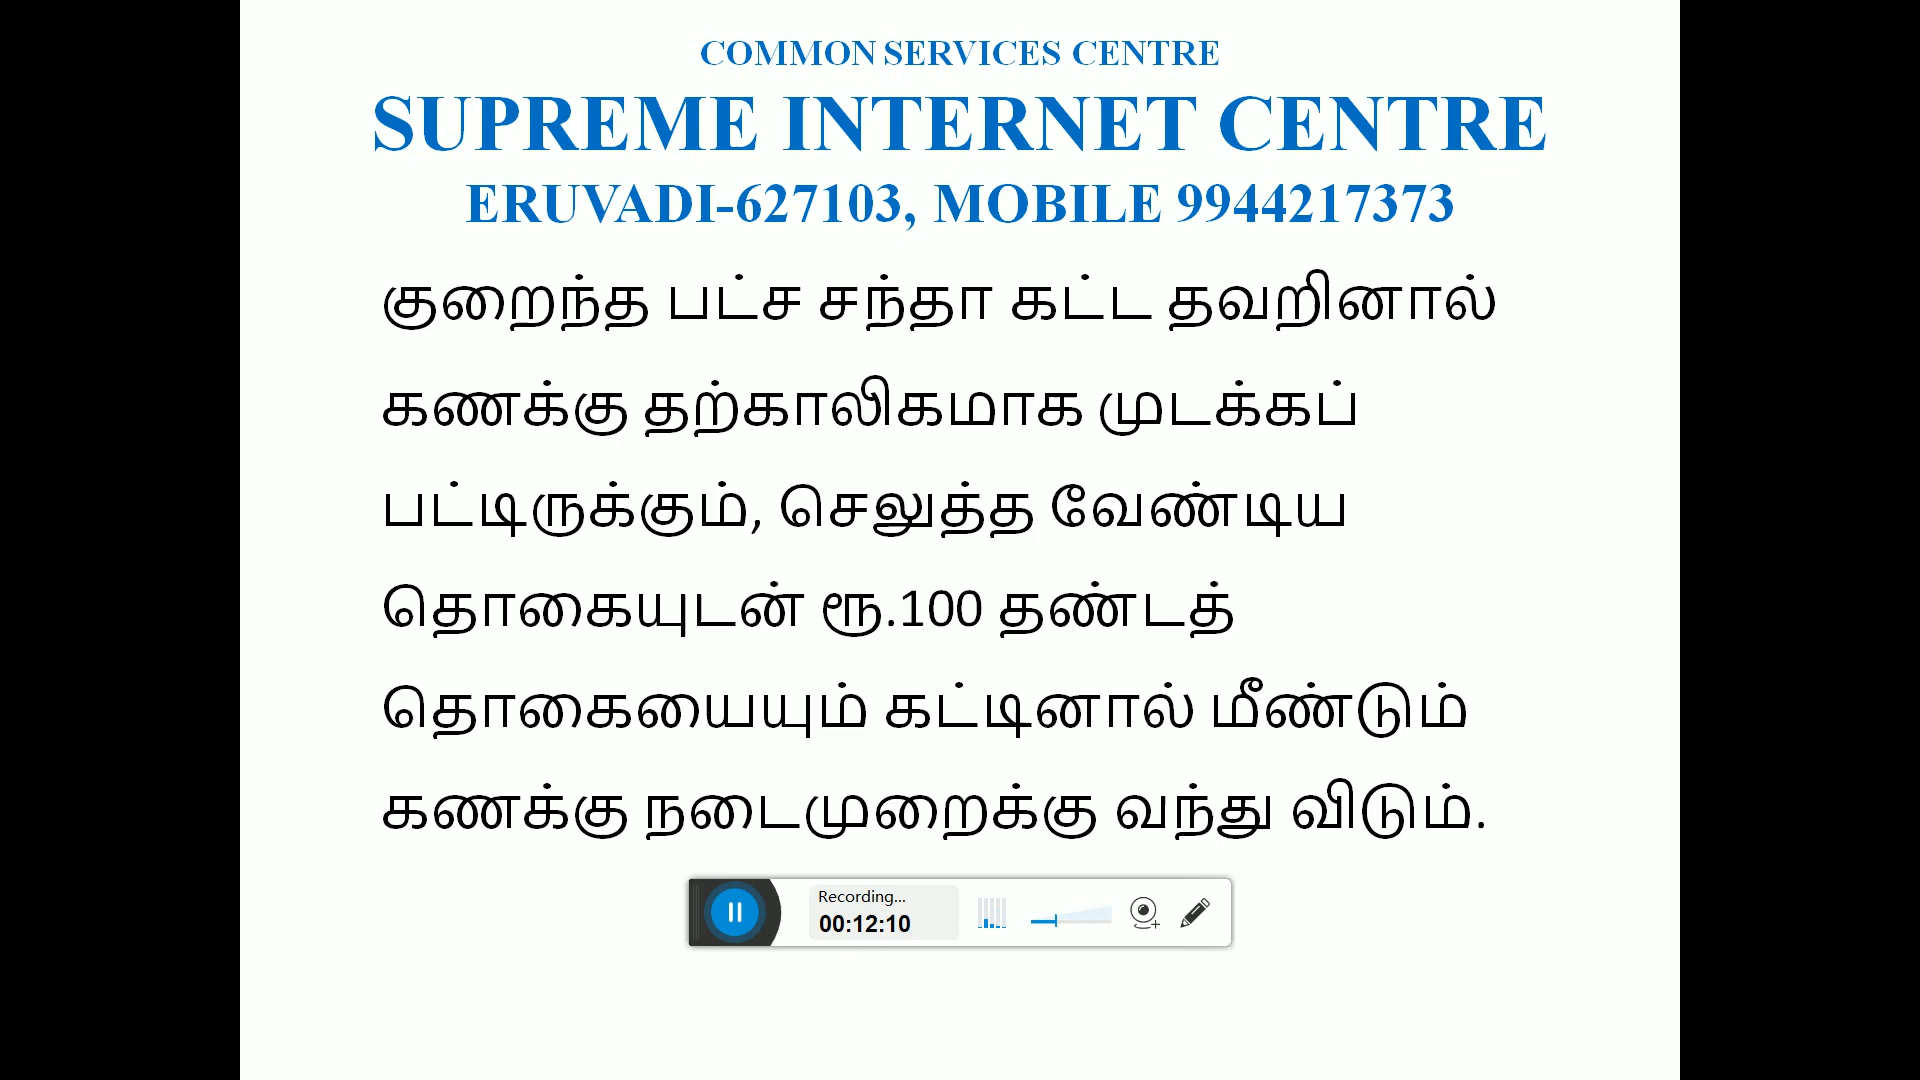 COMMON SERVICES CENTRE
SUPREME INTERNET CENTRE
ERUVADI-627103, MOBILE 9944217373
குறைந்த பட்ச சந்தா கட்ட தவறினால்
கணக்கு தற்காலிகமாக முடக்கப்
பட்டிருக்கும், செலுத்த வேண்டிய
தொகையுடன் ரூ.100 தண்டத்
தொகையையும் கட்டினால் மீண்டும்
கணக்கு நடைமுறைக்கு வந்து விடும்.
Recording...
00:12:10